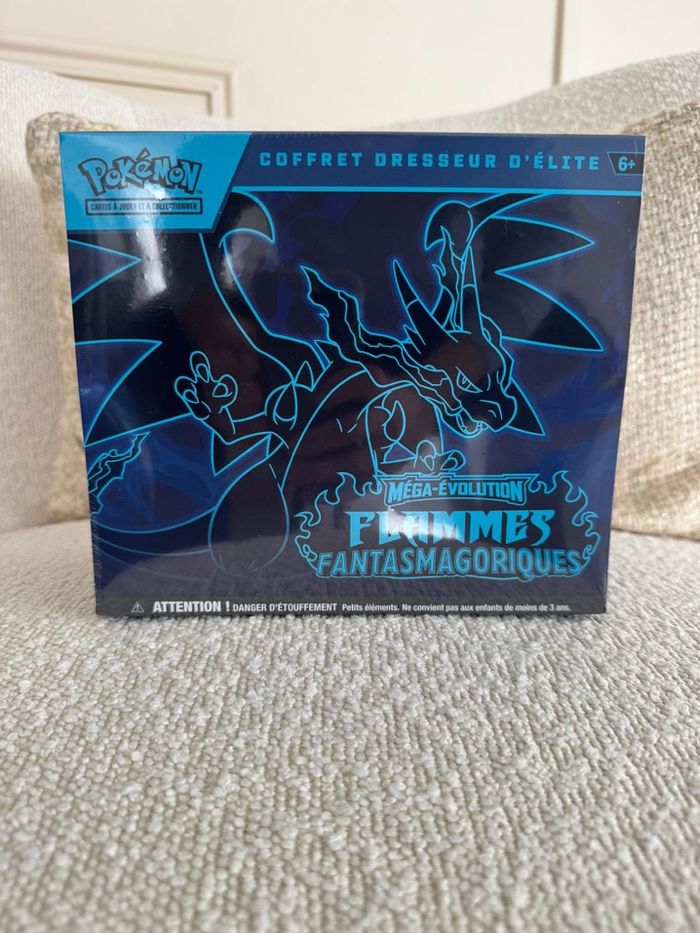 POKéMON™
CARTES À JOUER ET À COLLECTIONNER
COFFRET DRESSEUR D'ÉLITE
6+
MÉGA-ÉVOLUTION
FLAMMES
FANTASMAGORIQUES
⚠ ATTENTION ! DANGER D'ÉTOUFFEMENT Petits éléments. Ne convient pas aux enfants de moins de 3 ans.